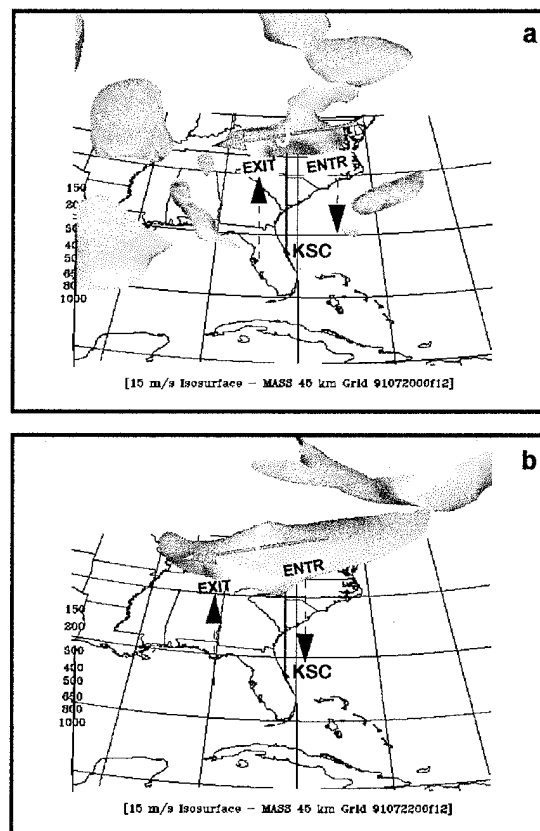 a
EXIT
ENTR
150
200
300
400
500
650
800
1000
KSC
[15 m/s Isosurface - MASS 45 km Grid 91072000f12]
b
ENTR
EXIT
150
200
300
400
500
650
800
1000
KSC
[15 m/s Isosurface - MASS 45 km Grid 91072200f12]